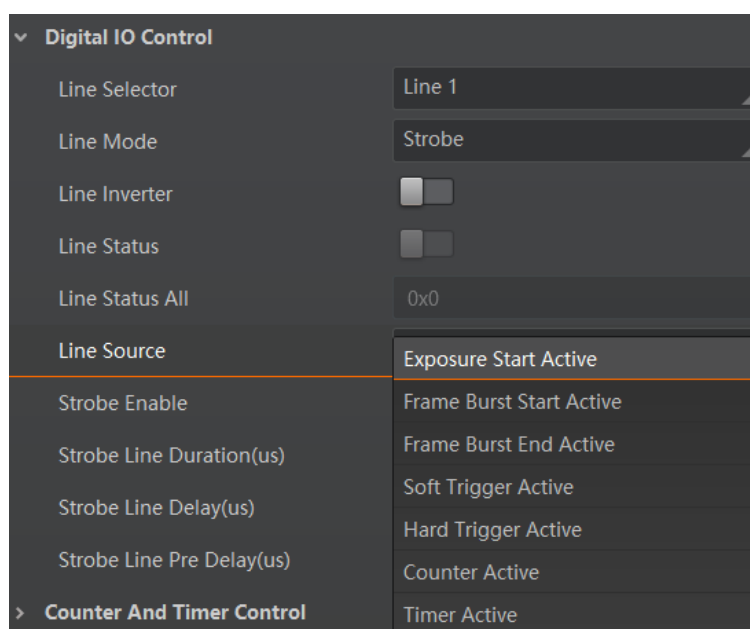 Digital IO Control
Line Selector Line 1
Line Mode Strobe
Line Inverter
Line Status
Line Status All 0x0
Line Source Exposure Start Active
Strobe Enable Frame Burst Start Active
Frame Burst End Active
Strobe Line Duration(us)
Soft Trigger Active
Strobe Line Delay(us)
Hard Trigger Active
Strobe Line Pre Delay(us)
Counter Active
Counter And Timer Control Timer Active